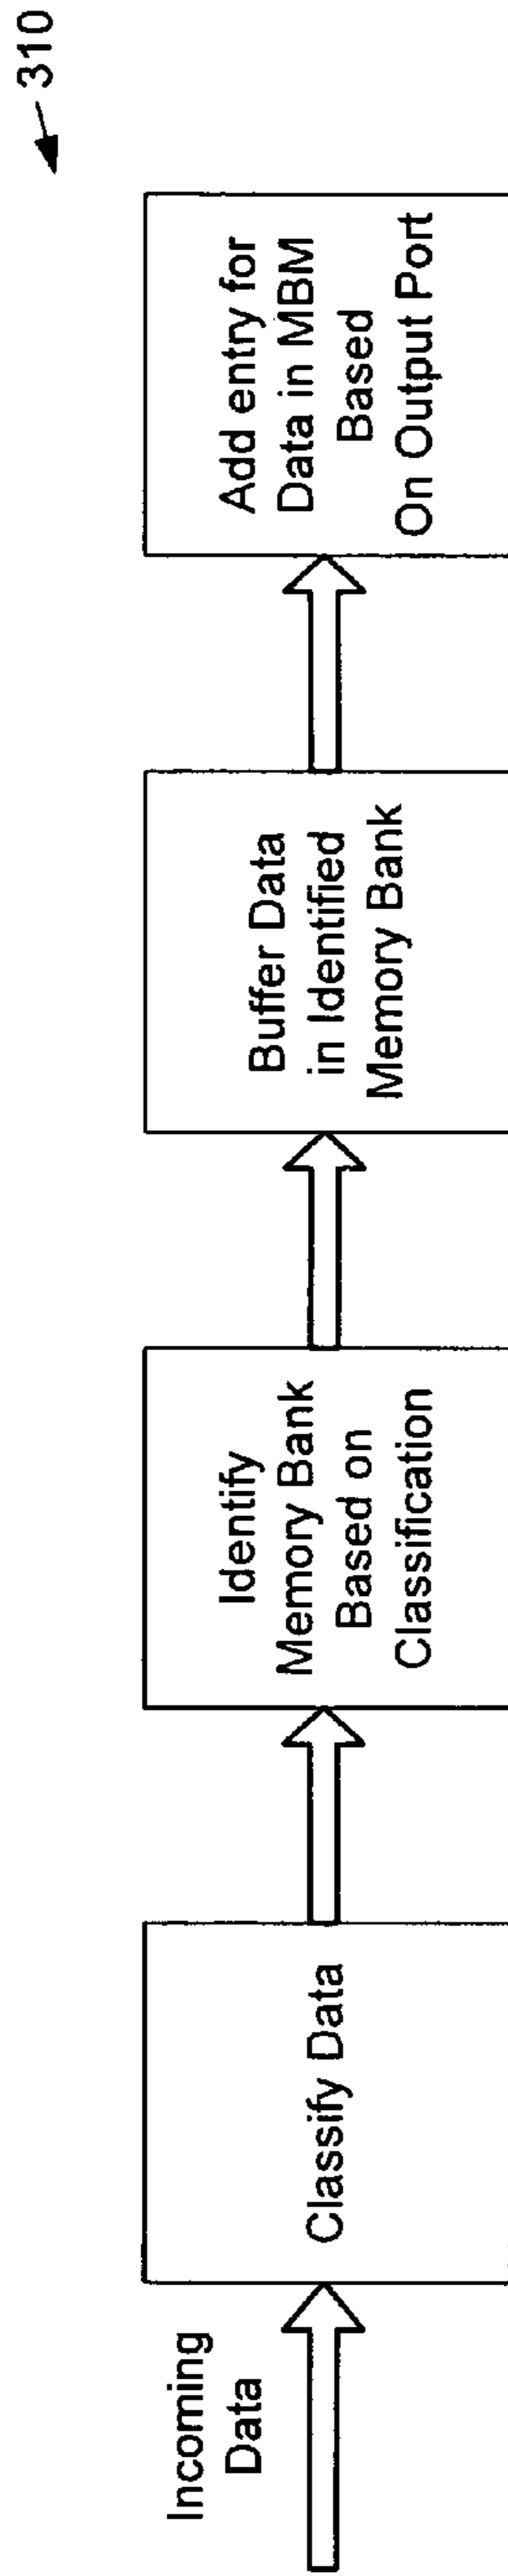 310
Incoming
Data
Classify Data
Identify
Memory Bank
Based on
Classification
Buffer Data
in Identified
Memory Bank
Add entry for
Data in MBM
Based
On Output Port